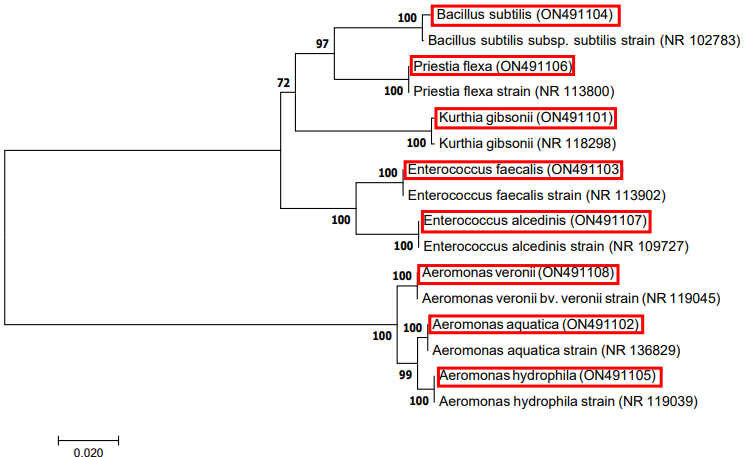 100
Bacillus subtilis (ON491104)
Bacillus subtilis subsp. subtilis strain (NR 102783)
97
Priestia flexa (ON491106)
72
100
Priestia flexa strain (NR 113800)
Kurthia gibsonii (ON491101)
100
Kurthia gibsonii (NR 118298)
100
Enterococcus faecalis (ON491103
Enterococcus faecalis strain (NR 113902)
100
Enterococcus alcedinis (ON491107)
100
Enterococcus alcedinis strain (NR 109727)
100
Aeromonas veronii (ON491108)
Aeromonas veronii bv. veronii strain (NR 119045)
100
100
Aeromonas aquatica (ON491102)
Aeromonas aquatica strain (NR 136829)
99
Aeromonas hydrophila (ON491105)
100
Aeromonas hydrophila strain (NR 119039)
0.020